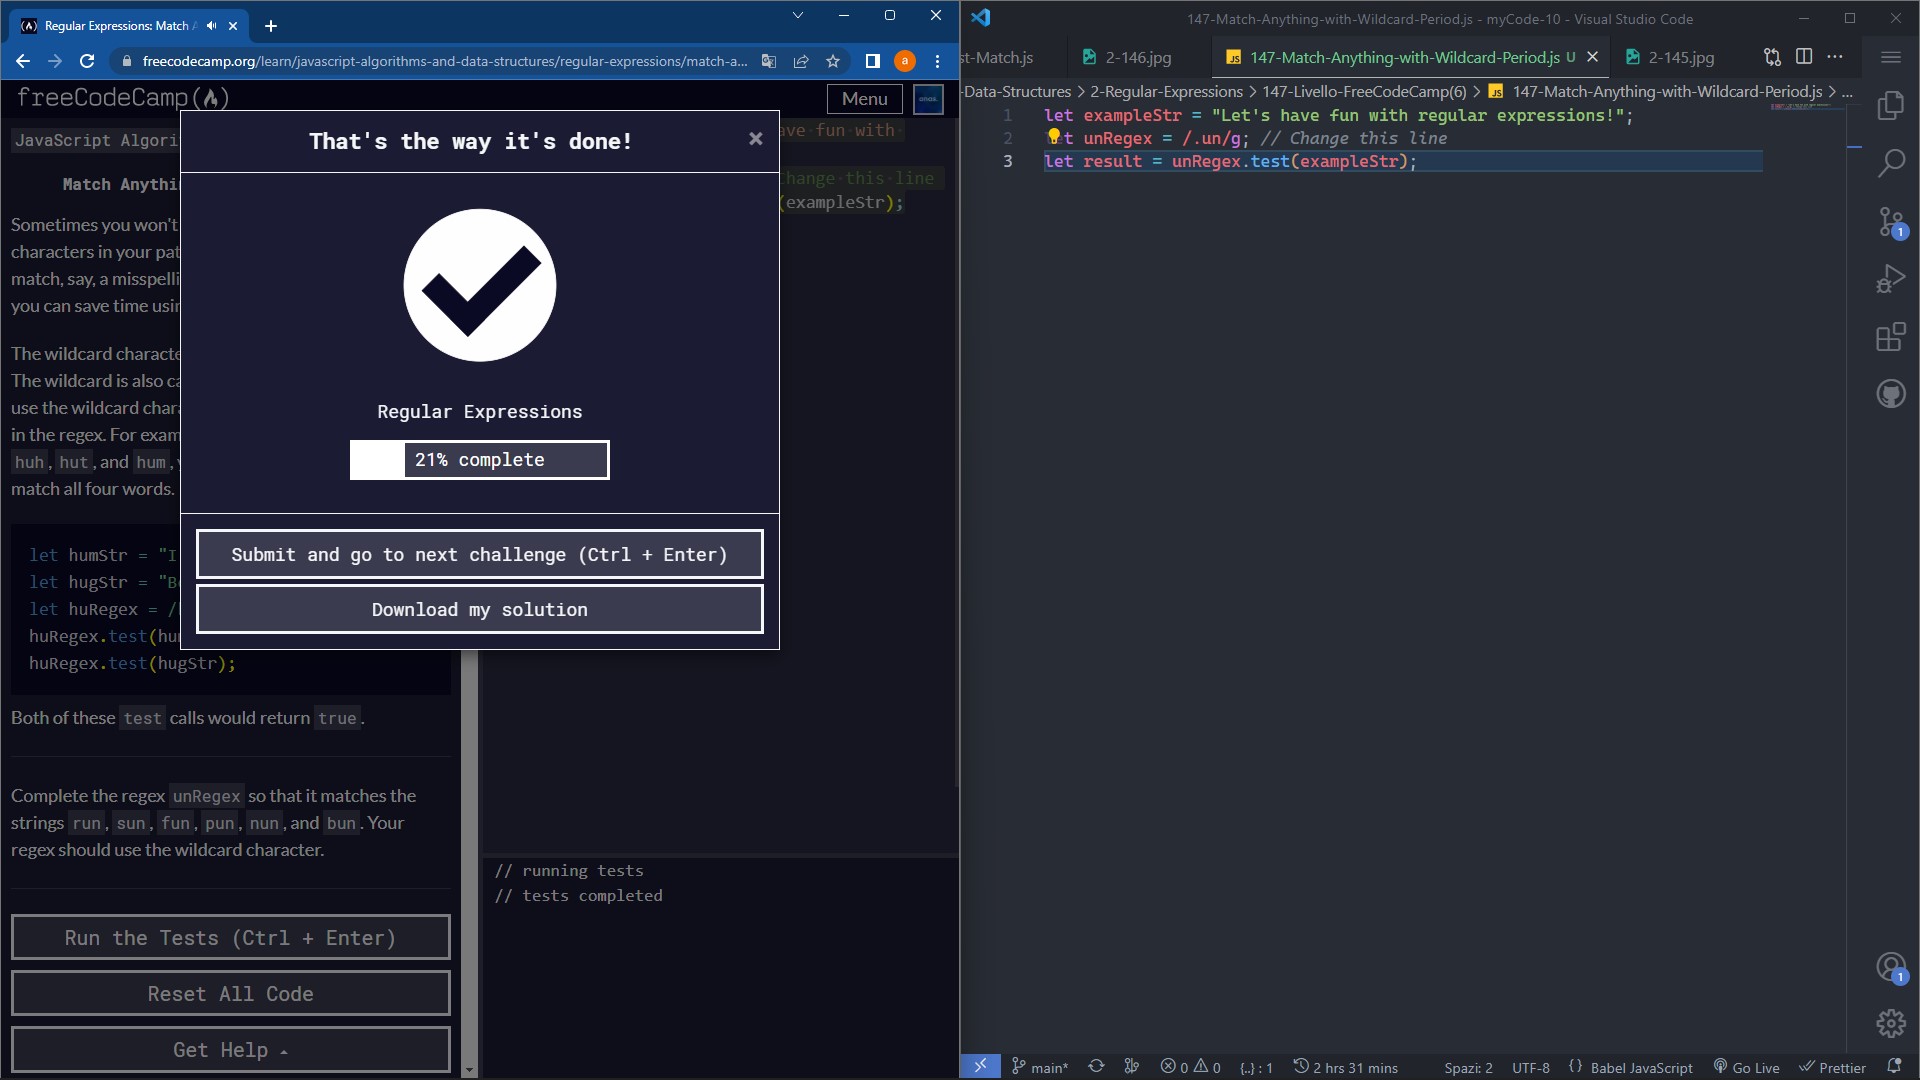 Regular Expressions: Match A
freecodecamp.org/learn/javascript-algorithms-and-data-structures/regular-expressions/match-a...
a
freeCodeCamp
Menu
JavaScript Algori
Match Anythi
Sometimes you won't
characters in your pat
match, say, a misspelli
you can save time usin
The wildcard characte
The wildcard is also ca
use the wildcard chara
in the regex. For exam
huh, hut, and hum,
match all four words.
let humStr = "I
let hugStr = "Be
let huRegex = /
huRegex.test(hum
huRegex.test(hugStr);
Both of these test calls would return true.
Complete the regex unRegex so that it matches the
strings run, sun, fun, pun, nun, and bun. Your
regex should use the wildcard character.
Run the Tests (Ctrl + Enter)
Reset All Code
Get Help
ave fun with
hange this line
(exampleStr);
// running tests
// tests completed
That's the way it's done!
×
Regular Expressions
21% complete
Submit and go to next challenge (Ctrl + Enter)
Download my solution
147-Match-Anything-with-Wildcard-Period.js - myCode-10 - Visual Studio Code
st-Match.js
2-146.jpg
JS 147-Match-Anything-with-Wildcard-Period.js U
2-145.jpg
-Data-Structures > 2-Regular-Expressions > 147-Livello-FreeCodeCamp(6) > JS 147-Match-Anything-with-Wildcard-Period.js > ...
1 let exampleStr = "Let's have fun with regular expressions!";
2 let unRegex = /.un/g; // Change this line
3 let result = unRegex.test(exampleStr);
1
1
main*
0 0
{..} : 1
2 hrs 31 mins
Spazi: 2
UTF-8
{} Babel JavaScript
Go Live
Prettier